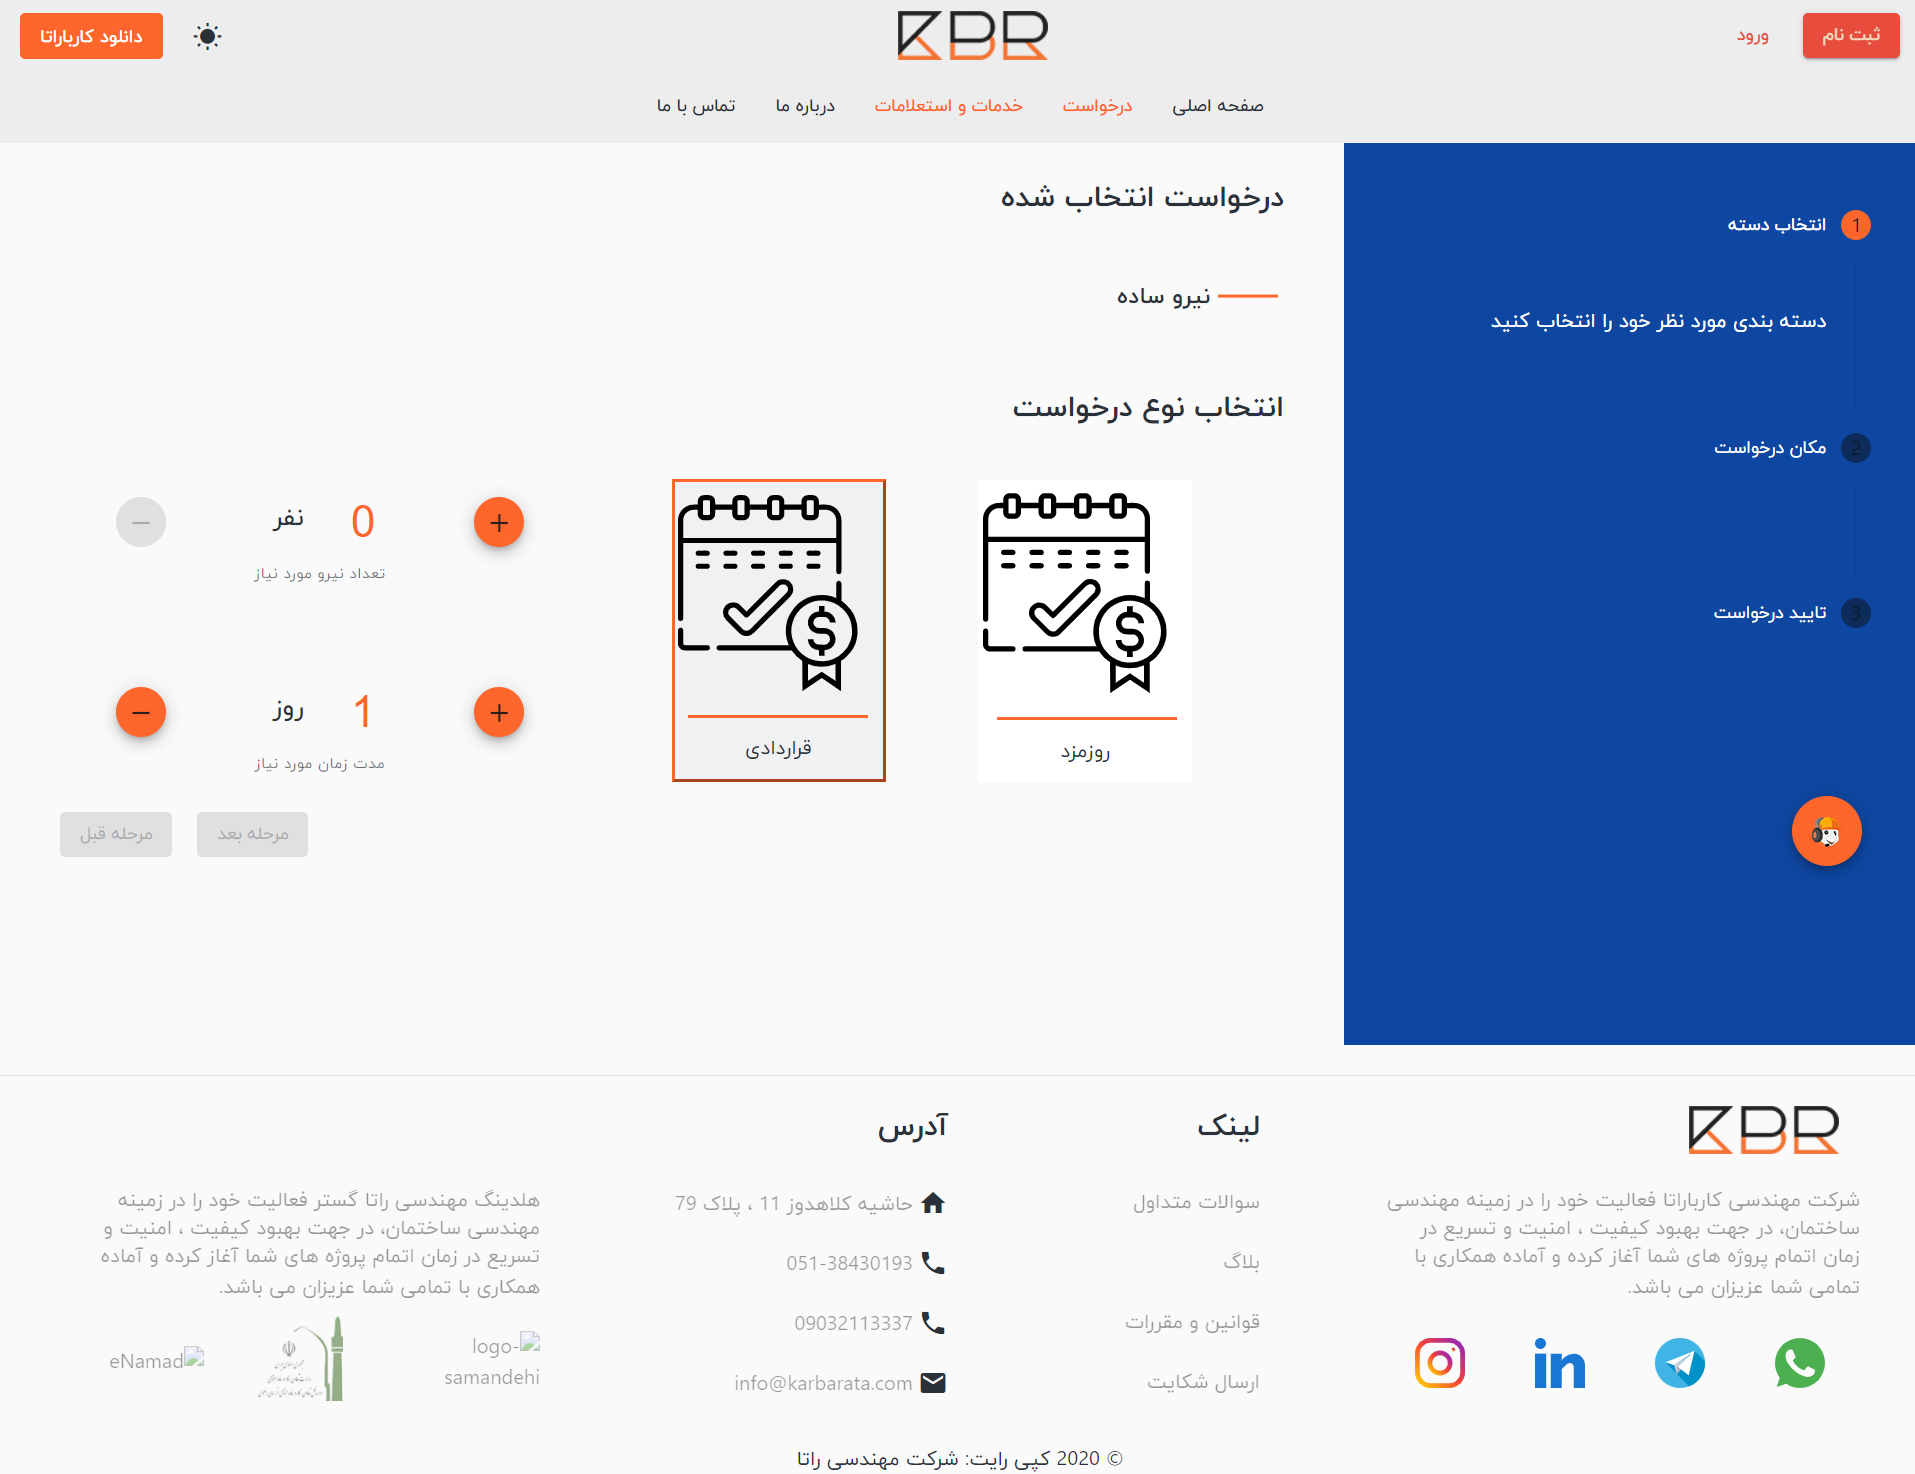 ثبت نام
ورود
KBR
دانلود کارباراتا
صفحه اصلی
درخواست
خدمات و استعلامات
درباره ما
تماس با ما
1
انتخاب دسته
دسته بندی مورد نظر خود را انتخاب کنید
2
مکان درخواست
3
تایید درخواست
درخواست انتخاب شده
نیرو ساده
انتخاب نوع درخواست
روزمزد
قراردادی
+
0 نفر
−
تعداد نیرو مورد نیاز
+
1 روز
−
مدت زمان مورد نیاز
مرحله بعد
مرحله قبل
KBR
شرکت مهندسی کارباراتا فعالیت خود را در زمینه مهندسی
ساختمان، در جهت بهبود کیفیت ، امنیت و تسریع در
زمان اتمام پروژه های شما آغاز کرده و آماده همکاری با
تمامی شما عزیزان می باشد.
لینک
سوالات متداول
بلاگ
قوانین و مقررات
ارسال شکایت
آدرس
حاشیه کلاهدوز 11 ، پلاک 79
051-38430193
09032113337
info@karbarata.com
هلدینگ مهندسی راتا گستر فعالیت خود را در زمینه
مهندسی ساختمان، در جهت بهبود کیفیت ، امنیت و
تسریع در زمان اتمام پروژه های شما آغاز کرده و آماده
همکاری با تمامی شما عزیزان می باشد.
logo-
samandehi
eNamad
© 2020 کپی رایت: شرکت مهندسی راتا